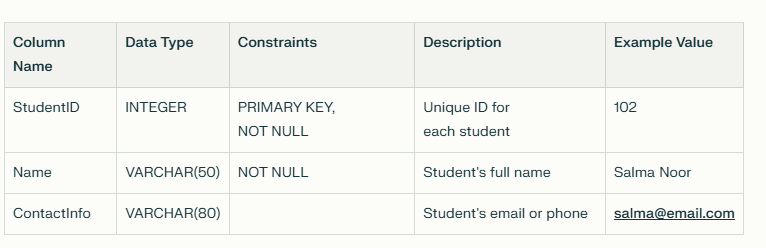 Column Name Data Type Constraints Description Example Value
StudentID INTEGER PRIMARY KEY, NOT NULL Unique ID for each student 102
Name VARCHAR(50) NOT NULL Student's full name Salma Noor
ContactInfo VARCHAR(80) Student's email or phone salma@email.com